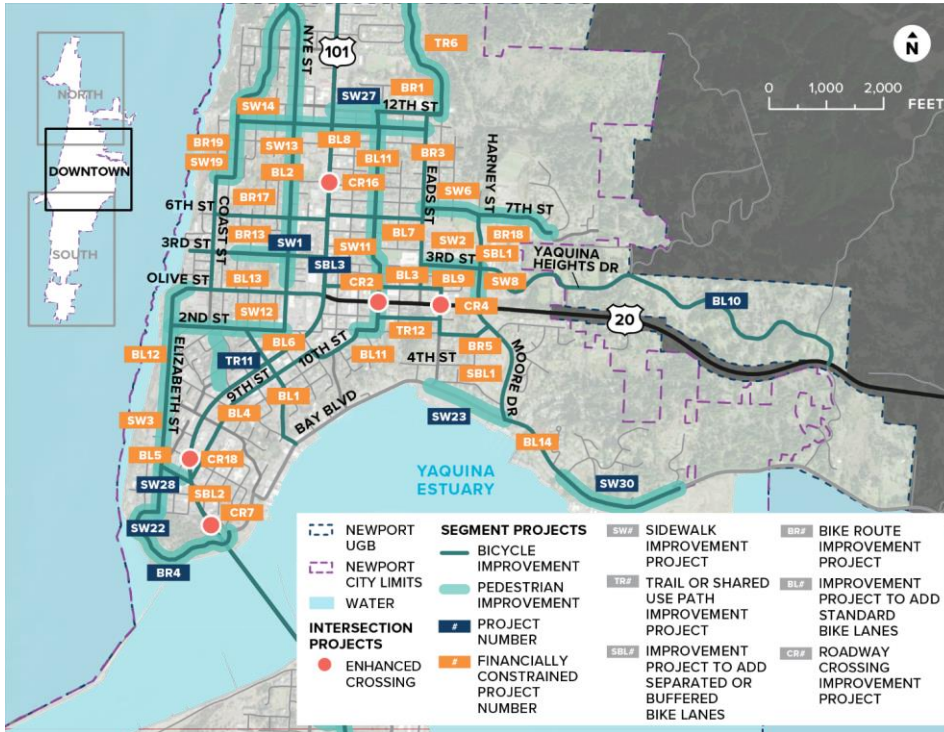 NORTH
DOWNTOWN
SOUTH
N
0 1,000 2,000
FEET
NYE ST
101
TR6
BR1
SW27
12TH ST
SW14
BL8
BR19
SW13
BL11
BR3
SW19
BL2
CR16
HARNEY ST
EADS ST
SW6
BR17
7TH ST
6TH ST
COAST ST
BL7
BR13
SW1
SW11
SW2
BR18
3RD ST
SBL1
3RD ST
YAQUINA
HEIGHTS DR
SBL3
OLIVE ST
BL13
CR2
BL3
BL9
SW8
BL10
SW12
CR4
20
2ND ST
TR12
BL6
10TH ST
BL12
TR11
BL11
4TH ST
BR5
MOORE DR
ELIZABETH ST
9TH ST
SBL1
BL1
BL4
BAY BLVD
SW3
SW23
BL5
CR18
BL14
YAQUINA
ESTUARY
SW28
SBL2
SW30
CR7
SW22
BR4
NEWPORT
UGB
NEWPORT
CITY LIMITS
WATER
INTERSECTION
PROJECTS
ENHANCED
CROSSING
SEGMENT PROJECTS
BICYCLE
IMPROVEMENT
PEDESTRIAN
IMPROVEMENT
# PROJECT
NUMBER
# FINANCIALLY
CONSTRAINED
PROJECT
NUMBER
SW# SIDEWALK
IMPROVEMENT
PROJECT
TR# TRAIL OR SHARED
USE PATH
IMPROVEMENT
PROJECT
SBL# IMPROVEMENT
PROJECT TO ADD
SEPARATED OR
BUFFERED
BIKE LANES
BR# BIKE ROUTE
IMPROVEMENT
PROJECT
BL# IMPROVEMENT
PROJECT TO ADD
STANDARD
BIKE LANES
CR# ROADWAY
CROSSING
IMPROVEMENT
PROJECT